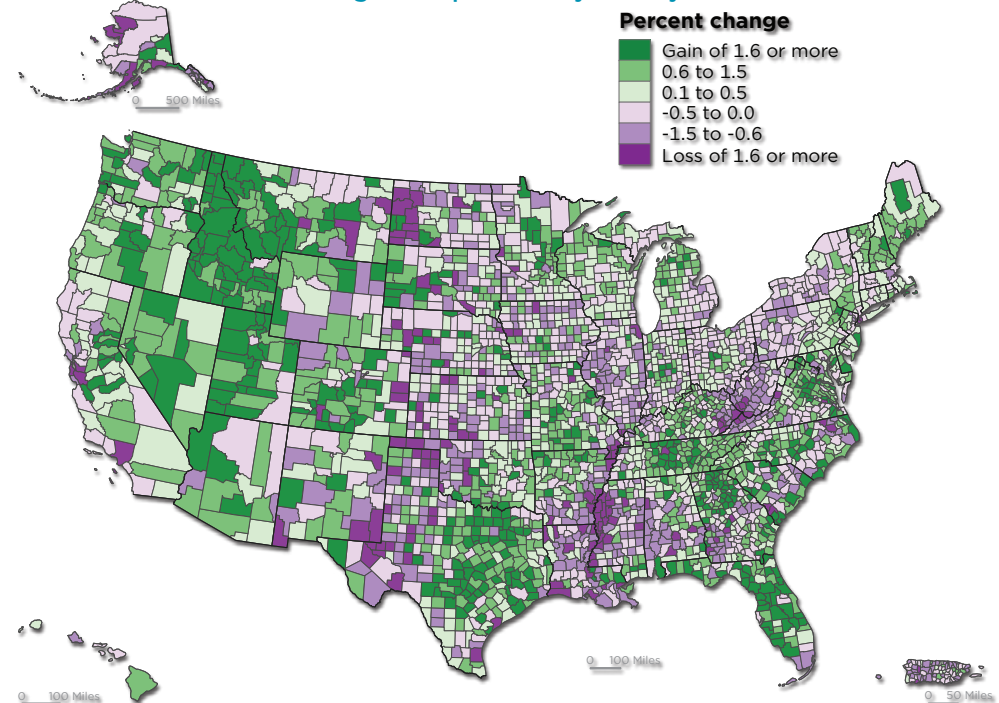 Percent change
Gain of 1.6 or more
0.6 to 1.5
0.1 to 0.5
-0.5 to 0.0
-1.5 to -0.6
Loss of 1.6 or more
0 500 Miles
0 100 Miles
0 100 Miles
0 50 Miles